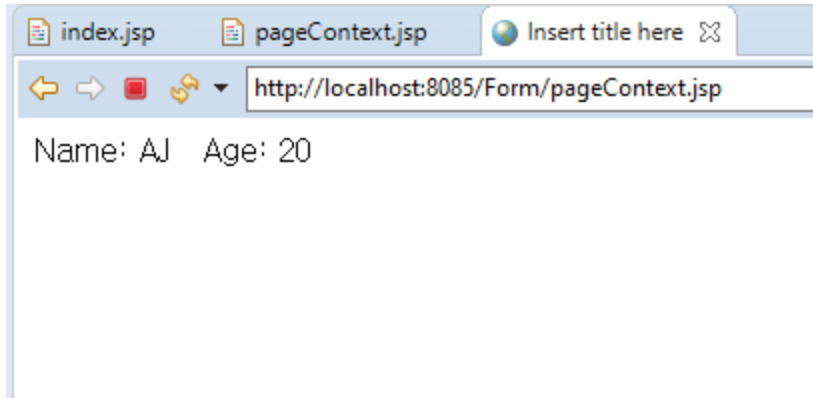 index.jsp pageContext.jsp Insert title here
http://localhost:8085/Form/pageContext.jsp
Name: AJ Age: 20